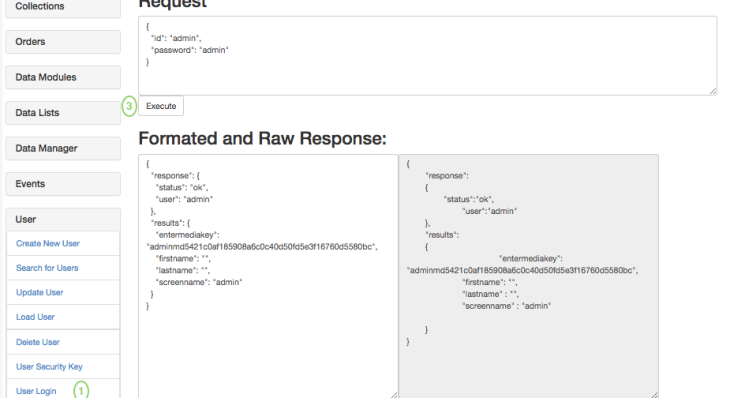 Collections
Orders
Data Modules
Data Lists
Data Manager
Events
User
Create New User
Search for Users
Update User
Load User
Delete User
User Security Key
User Login 1
Request
{
"id": "admin",
"password": "admin"
}
3 Execute
Formated and Raw Response:
{
"response": {
"status": "ok",
"user": "admin"
},
"results": {
"entermediakey":
"adminmd5421c0af185908a6c0c40d50fd5e3f16760d5580bc",
"firstname": "",
"lastname": "",
"screenname": "admin"
}
}
{
"response":
{
"status":"ok",
"user":"admin"
},
"results":
{
"entermediakey":
"adminmd5421c0af185908a6c0c40d50fd5e3f16760d5580bc",
"firstname": "",
"lastname" : "",
"screenname" : "admin"
}
}